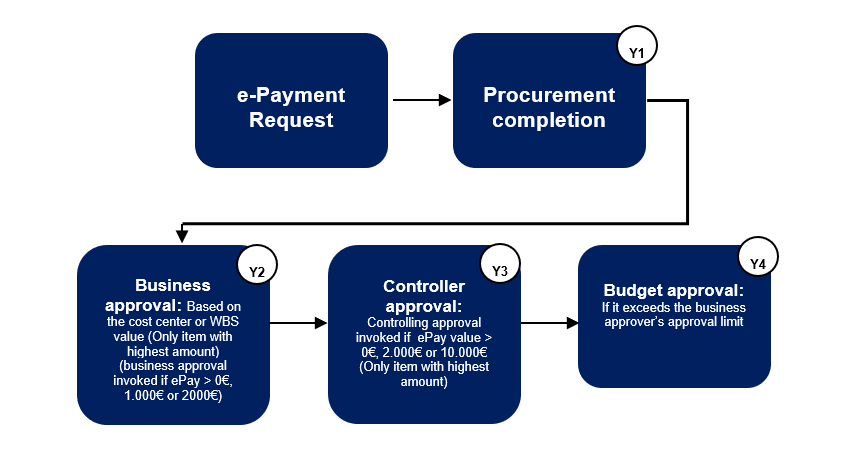 e-Payment
Request
Y1
Procurement
completion
Y2
Business
approval: Based on
the cost center or WBS
value (Only item with
highest amount)
(business approval
invoked if ePay > 0€,
1.000€ or 2000€)
Y3
Controller
approval:
Controlling approval
invoked if ePay value >
0€, 2.000€ or 10.000€
(Only item with highest
amount)
Y4
Budget approval:
If it exceeds the business
approver's approval limit